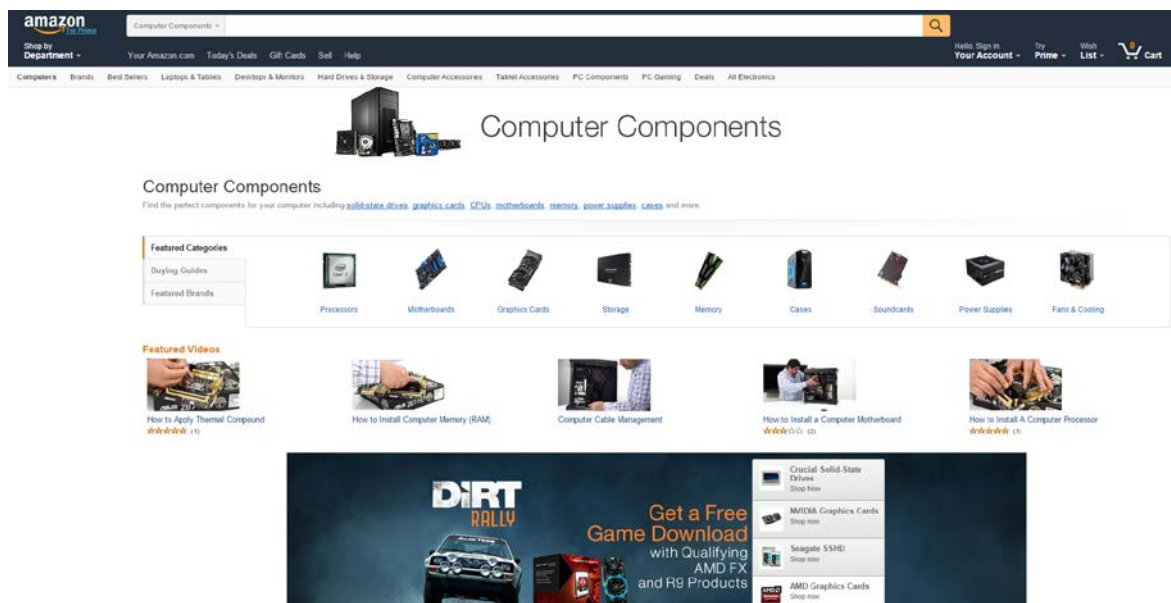 amazon
Try Prime
Computer Components
Shop by
Department
Your Amazon.com Today's Deals Gift Cards Sell Help
Hello. Sign in
Your Account
Try
Prime
Wish
List
0
Cart
Computers Brands Best Sellers Laptops & Tablets Desktops & Monitors Hard Drives & Storage Computer Accessories Tablet Accessories PC Components PC Gaming Deals All Electronics
Computer Components
Computer Components
Find the perfect components for your computer including solid-state drives, graphics cards, CPUs, motherboards, memory, power supplies, cases and more
Featured Categories
Buying Guides
Featured Brands
Processors Motherboards Graphics Cards Storage Memory Cases Soundcards Power Supplies Fans & Cooling
Featured Videos
How to Apply Thermal Compound
(1)
How to Install Computer Memory (RAM)
Computer Cable Management
How to Install a Computer Motherboard
(2)
How to Install A Computer Processor
(1)
DiRT
RALLY
Get a Free
Game Download
with Qualifying
AMD FX
and R9 Products
Crucial Solid-State
Drives
Shop Now
NVIDIA Graphics Cards
Shop now
Seagate SSHD
Shop now
AMD Graphics Cards
Shop now